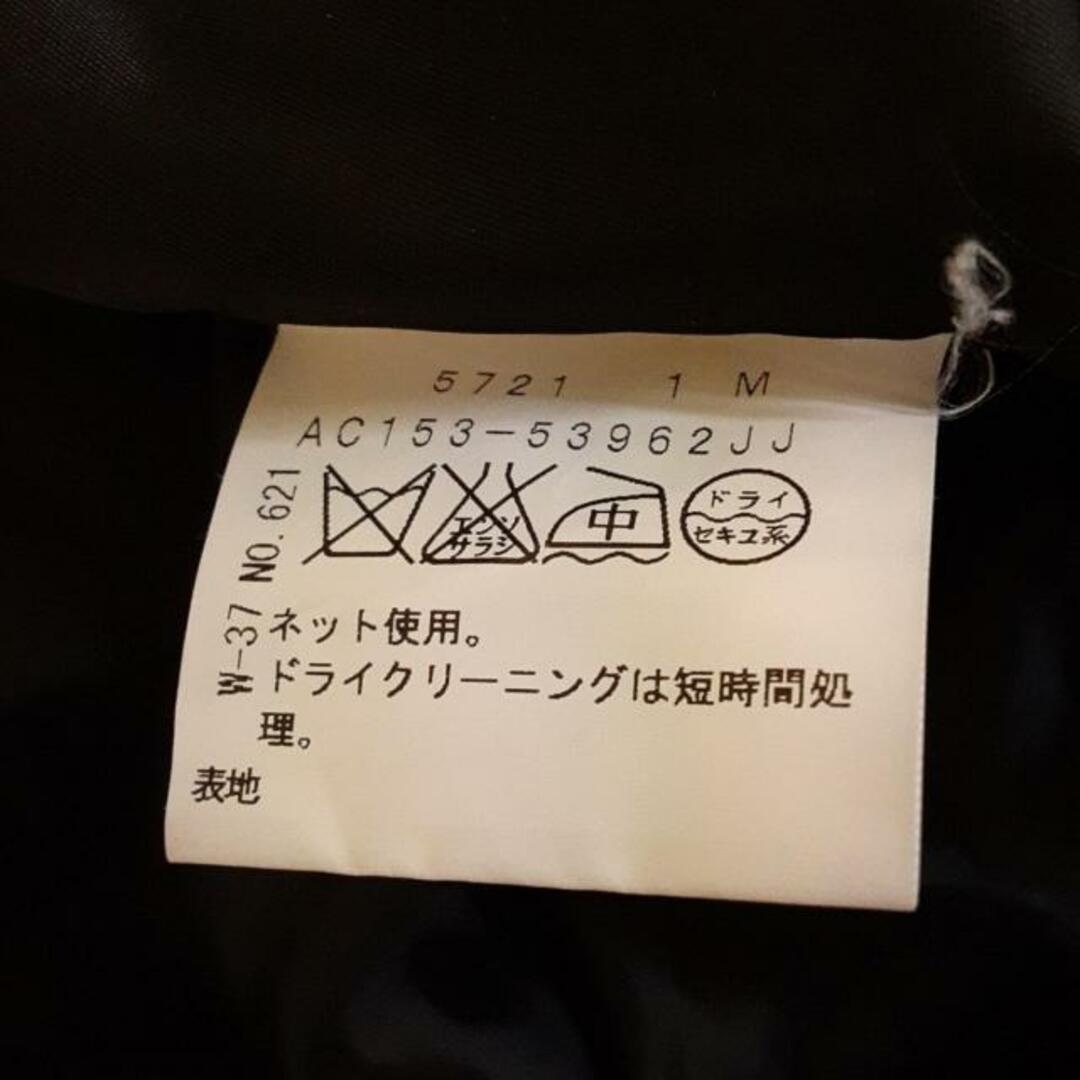 5721 1 M
AC153-53962JJ
エンソ
サラシ
中
ドライ
セキユ系
W-37 NO.621
ネット使用。
ドライクリーニングは短時間処
理。
表地